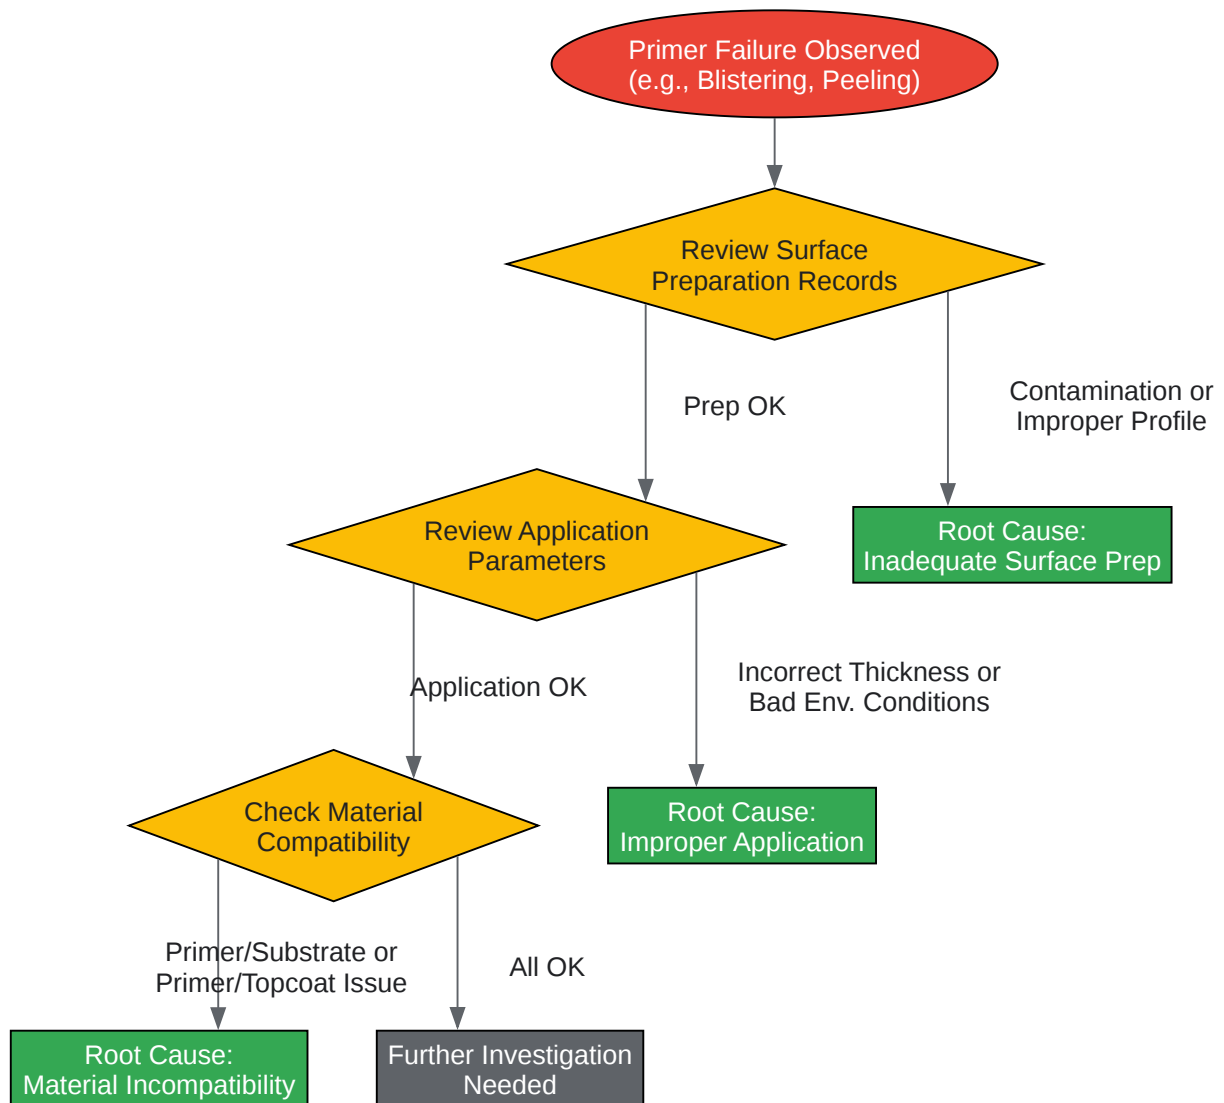 Primer Failure Observed
(e.g., Blistering, Peeling)
Review Surface
Preparation Records
Prep OK
Contamination or
Improper Profile
Review Application
Parameters
Root Cause:
Inadequate Surface Prep
Application OK
Incorrect Thickness or
Bad Env. Conditions
Check Material
Compatibility
Root Cause:
Improper Application
Primer/Substrate or
Primer/Topcoat Issue
All OK
Root Cause:
Material Incompatibility
Further Investigation
Needed